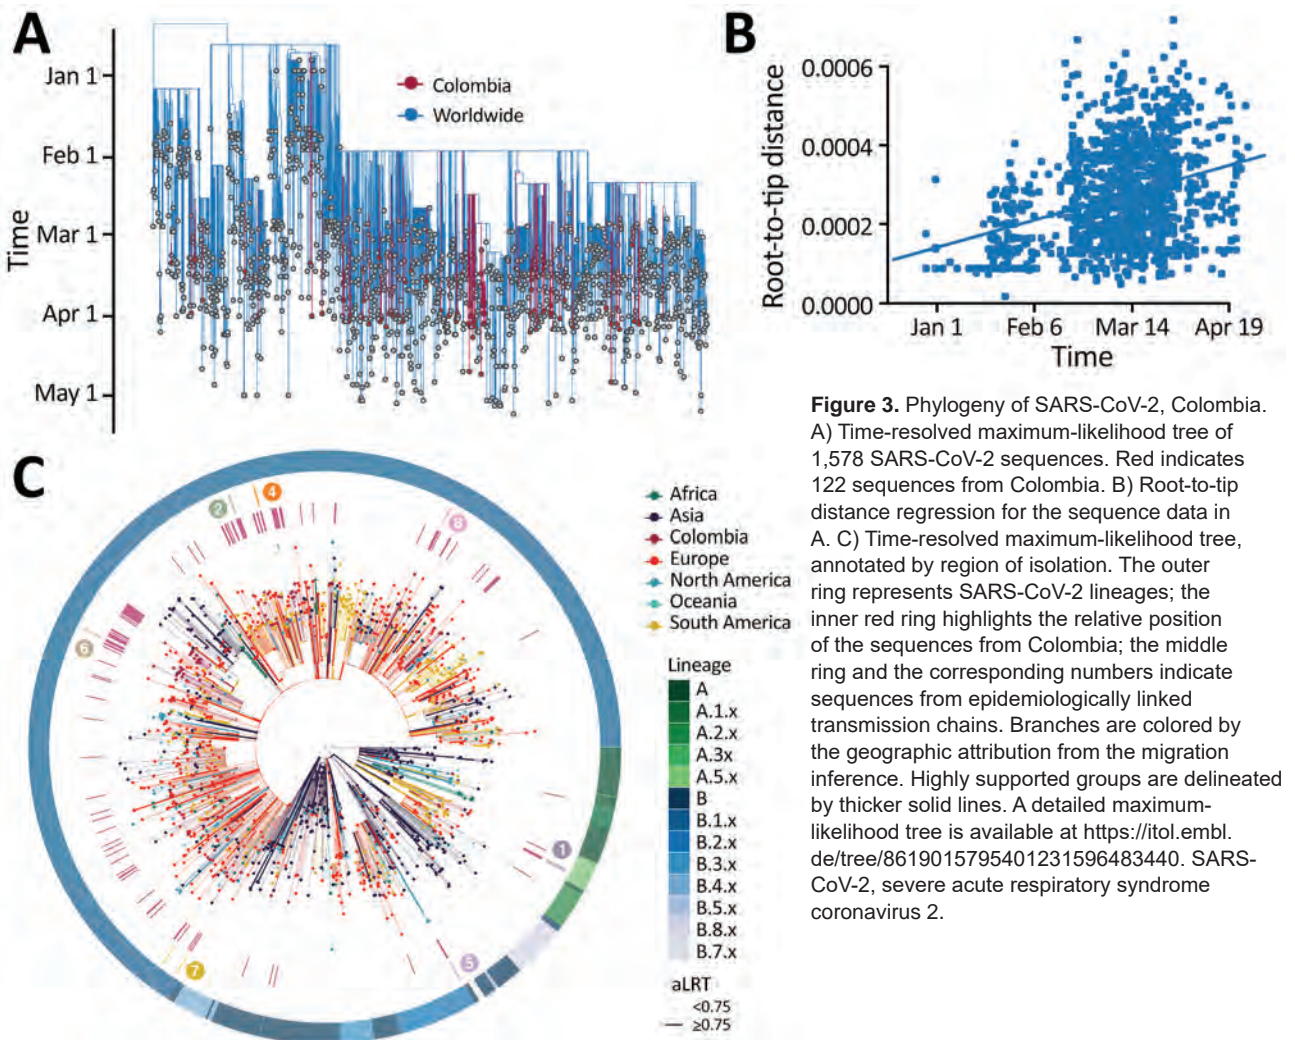 A
Jan 1
Feb 1
Mar 1
Apr 1
May 1
Time
Colombia
Worldwide
B
0.0006
0.0004
0.0002
0.0000
Root-to-tip distance
Jan 1
Feb 6
Mar 14
Apr 19
Time
Figure 3. Phylogeny of SARS-CoV-2, Colombia.
A) Time-resolved maximum-likelihood tree of
1,578 SARS-CoV-2 sequences. Red indicates
122 sequences from Colombia. B) Root-to-tip
distance regression for the sequence data in
A. C) Time-resolved maximum-likelihood tree,
annotated by region of isolation. The outer
ring represents SARS-CoV-2 lineages; the
inner red ring highlights the relative position
of the sequences from Colombia; the middle
ring and the corresponding numbers indicate
sequences from epidemiologically linked
transmission chains. Branches are colored by
the geographic attribution from the migration
inference. Highly supported groups are delineated
by thicker solid lines. A detailed maximum-
likelihood tree is available at https://itol.embl.
de/tree/8619015795401231596483440. SARS-
CoV-2, severe acute respiratory syndrome
coronavirus 2.
C
2
4
8
6
1
5
7
Africa
Asia
Colombia
Europe
North America
Oceania
South America
Lineage
A
A.1.x
A.2.x
A.3x
A.5.x
B
B.1.x
B.2.x
B.3.x
B.4.x
B.5.x
B.8.x
B.7.x
aLRT
<0.75
≥0.75